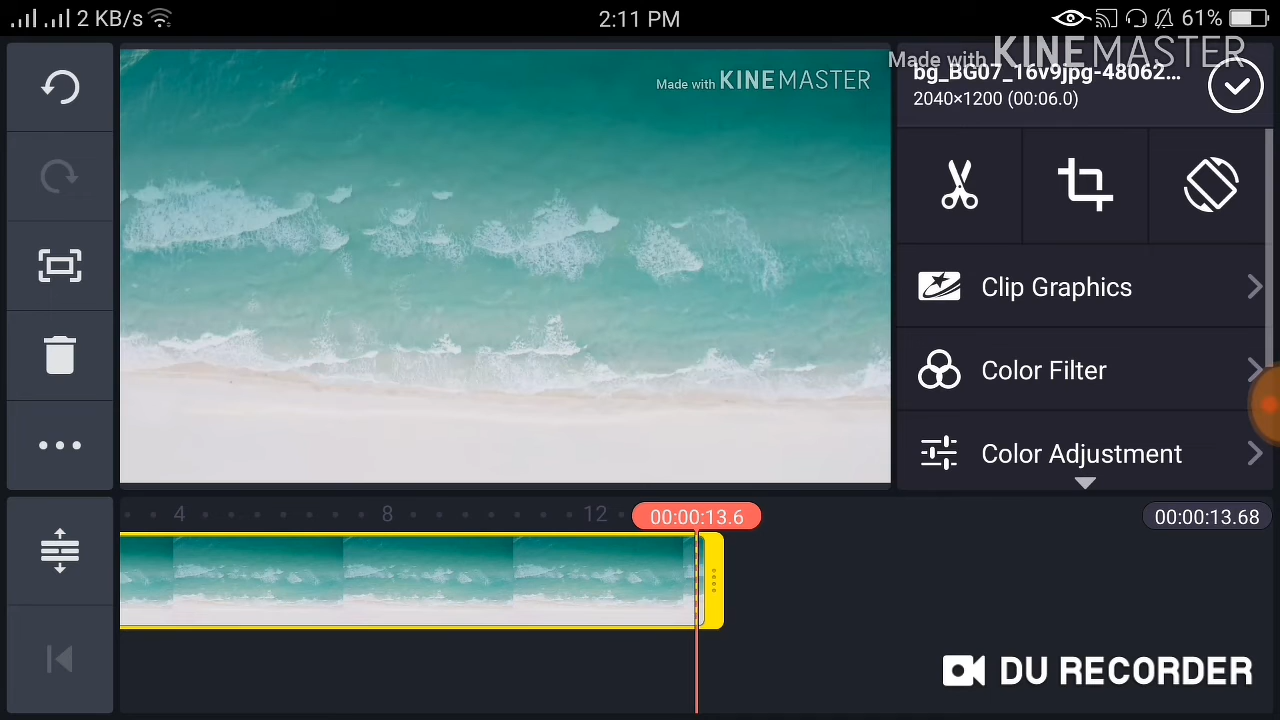 2 KB/s
2:11 PM
61%
Made with KINEMASTER
Made with KINEMASTER
bg_BG07_16v9jpg-48062...
2040×1200 (00:06.0)
Clip Graphics
Color Filter
Color Adjustment
4
8
12
00:00:13.6
00:00:13.68
DU RECORDER